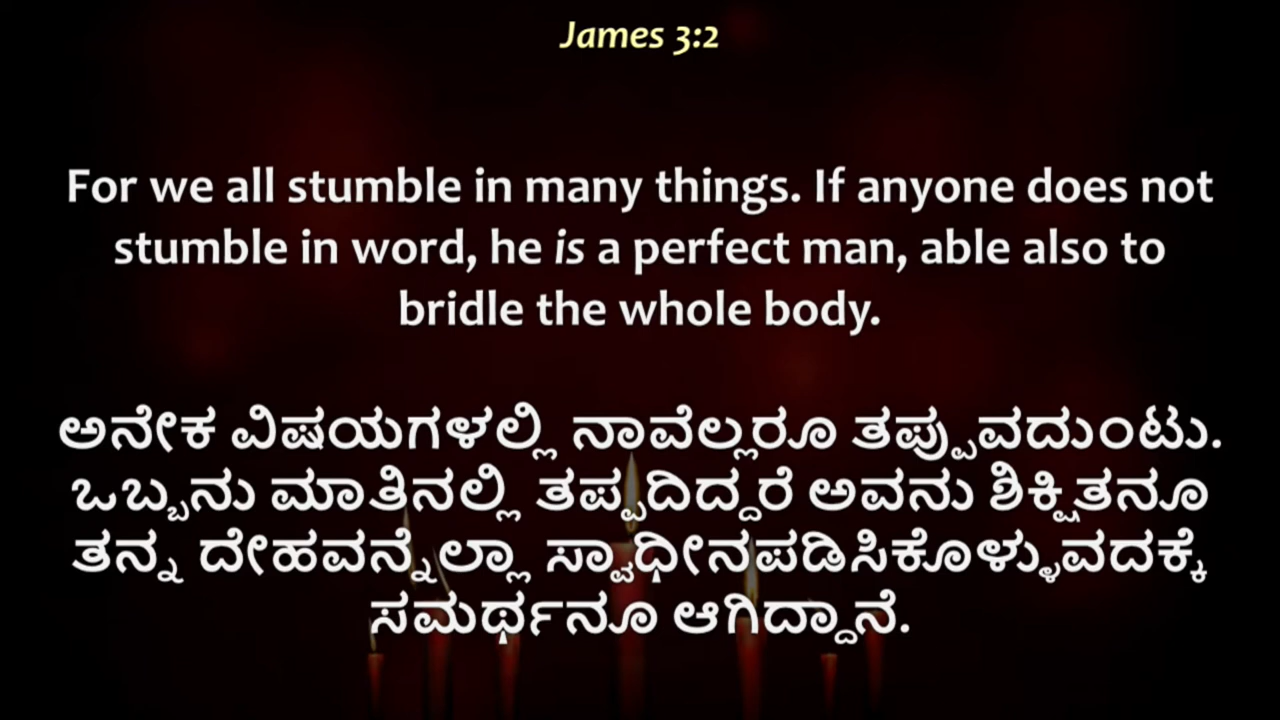 James 3:2
For we all stumble in many things. If anyone does not
stumble in word, he is a perfect man, able also to
bridle the whole body.
ಅನೇಕ ವಿಷಯಗಳಲ್ಲಿ ನಾವೆಲ್ಲರೂ ತಪ್ಪುವದುಂಟು.
ಒಬ್ಬನು ಮಾತಿನಲ್ಲಿ ತಪ್ಪದಿದ್ದರೆ ಅವನು ಶಿಕ್ಷಿತನೂ
ತನ್ನ ದೇಹವನ್ನೆಲ್ಲಾ ಸ್ವಾಧೀನಪಡಿಸಿಕೊಳ್ಳುವದಕ್ಕೆ
ಸಮರ್ಥನೂ ಆಗಿದ್ದಾನೆ.